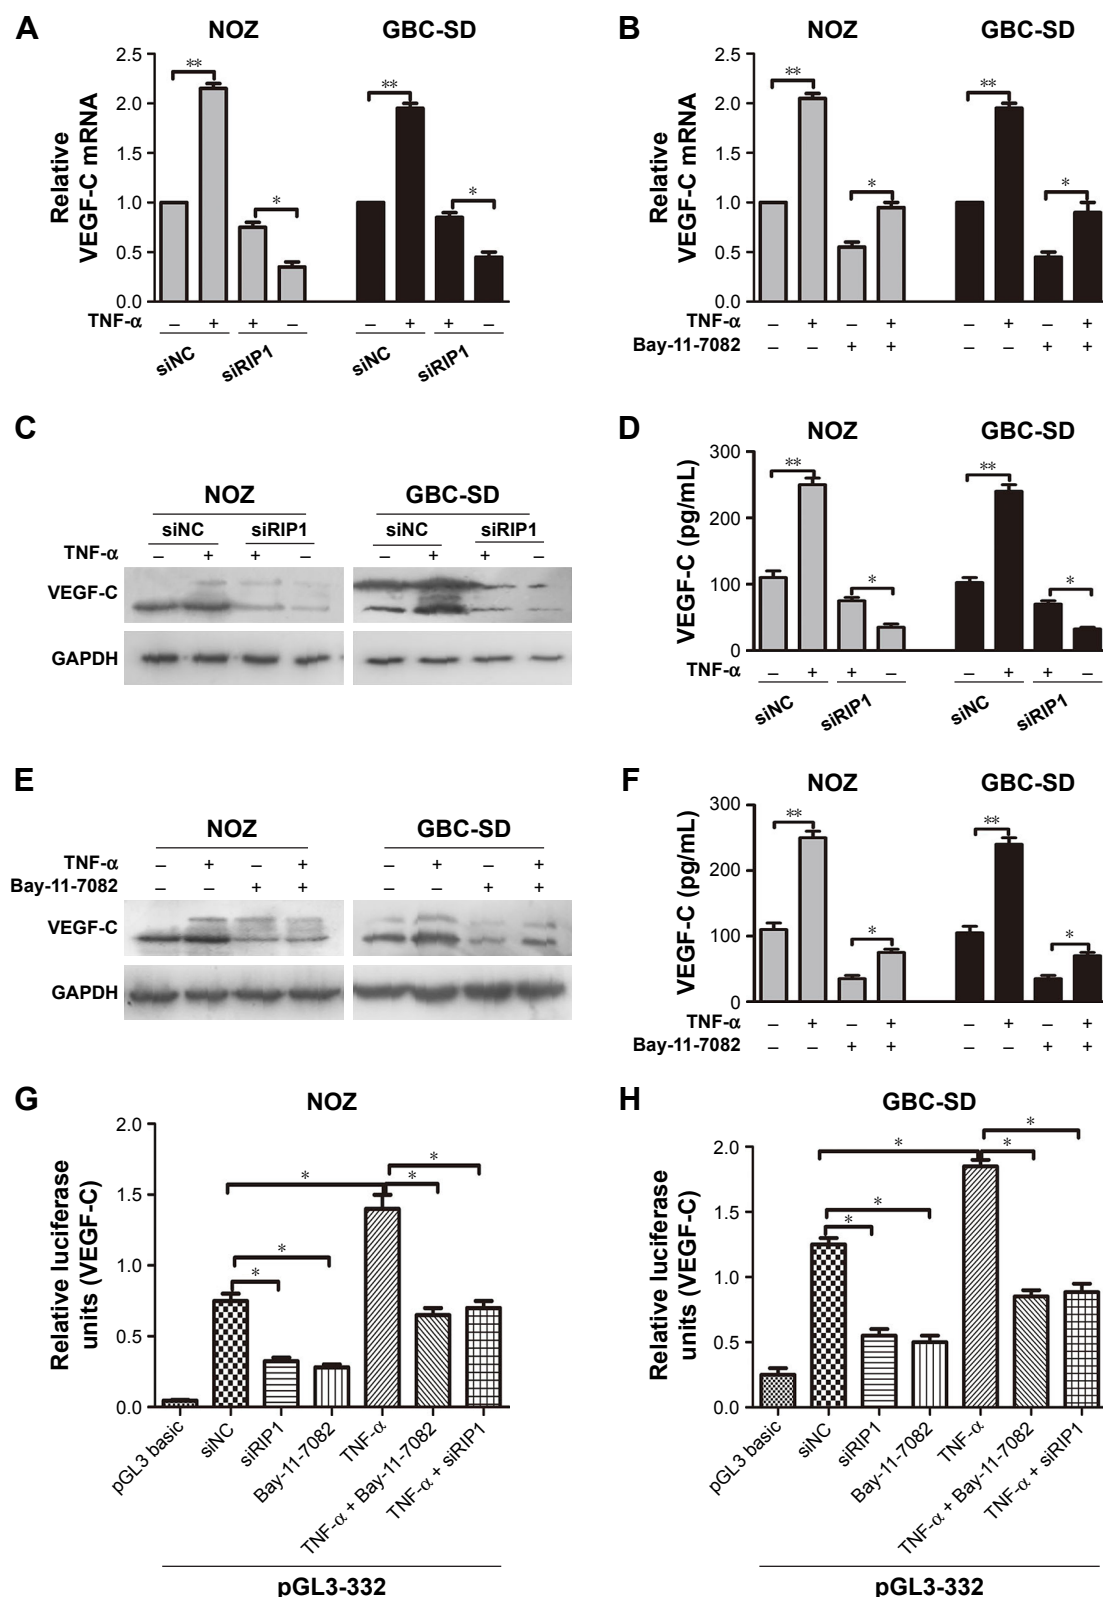 A
NOZ GBC-SD
Relative
VEGF-C mRNA
2.5
2.0
1.5
1.0
0.5
0.0
** * ** *
TNF-α – + + – – + + –
siNC siRIP1 siNC siRIP1
B
NOZ GBC-SD
Relative
VEGF-C mRNA
2.5
2.0
1.5
1.0
0.5
0.0
** * ** *
TNF-α – + – + – + – +
Bay-11-7082 – – + + – – + +
C
NOZ GBC-SD
siNC siRIP1 siNC siRIP1
TNF-α – + + – – + + –
VEGF-C
GAPDH
D
NOZ GBC-SD
VEGF-C (pg/mL)
300
200
100
0
** * ** *
TNF-α – + + – – + + –
siNC siRIP1 siNC siRIP1
E
NOZ GBC-SD
TNF-α – + – + – + – +
Bay-11-7082 – – + + – – + +
VEGF-C
GAPDH
F
NOZ GBC-SD
VEGF-C (pg/mL)
300
200
100
0
** * ** *
TNF-α – + – + – + – +
Bay-11-7082 – – + + – – + +
G
NOZ
Relative luciferase
units (VEGF-C)
2.0
1.5
1.0
0.5
0.0
* * * * *
pGL3 basic
siNC
siRIP1
Bay-11-7082
TNF-α
TNF-α + Bay-11-7082
TNF-α + siRIP1
pGL3-332
H
GBC-SD
Relative luciferase
units (VEGF-C)
2.0
1.5
1.0
0.5
0.0
* * * * *
pGL3 basic
siNC
siRIP1
Bay-11-7082
TNF-α
TNF-α + Bay-11-7082
TNF-α + siRIP1
pGL3-332